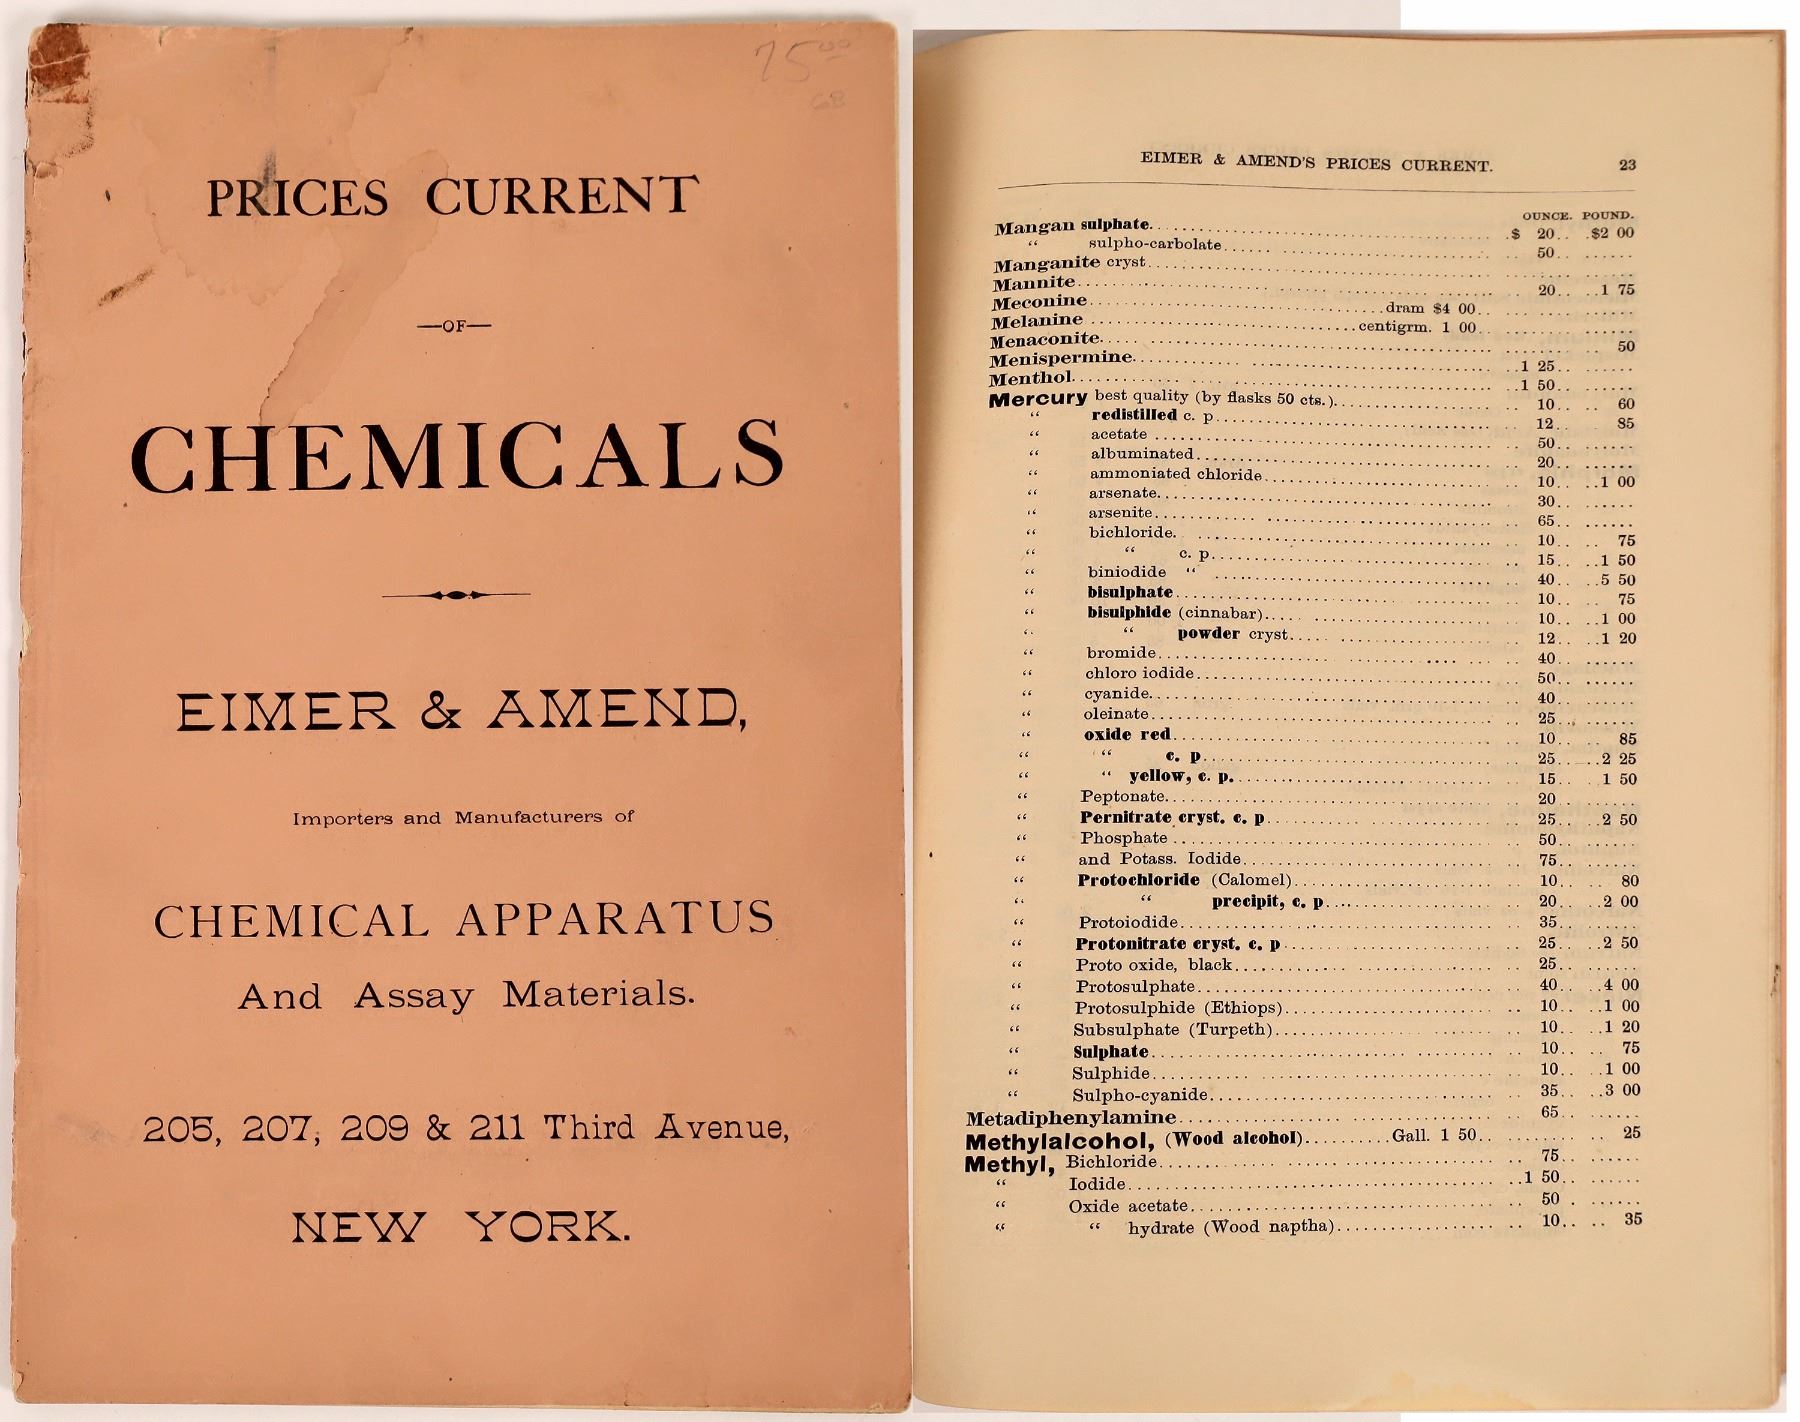 75 00
68
PRICES CURRENT
—OF—
CHEMICALS
EIMER & AMEND,
Importers and Manufacturers of
CHEMICAL APPARATUS
And Assay Materials.
205, 207, 209 & 211 Third Avenue,
NEW YORK.
EIMER & AMEND'S PRICES CURRENT. 23
OUNCE. POUND.
Mangan sulphate.......... $ 20.. .$2 00
“ sulpho-carbolate.......... 50.. ......
Manganite cryst.......... ......
Mannite.......... 20.. ..1 75
Meconine..........dram $4 00.. ......
Melanine..........centigrm. 1 00.. ......
Menaconite.......... 50
Menispermine.......... ..1 25.. ......
Menthol.......... ..1 50.. ......
Mercury best quality (by flasks 50 cts.).......... 10.. .. 60
“ redistilled c. p.......... 12.. 85
“ acetate.......... 50.. ......
“ albuminated.......... 20.. ......
“ ammoniated chloride.......... 10.. ..1 00
“ arsenate.......... 30.. ......
“ arsenite.......... 65.. ......
“ bichloride.......... 10.. .. 75
“ “ c. p.......... 15.. ..1 50
“ biniodide “ .......... 40.. ..5 50
“ bisulphate.......... 10.. .. 75
“ bisulphide (cinnabar).......... 10.. ..1 00
“ “ powder cryst.......... 12.. ..1 20
“ bromide.......... 40.. ......
“ chloro iodide.......... 50.. ......
“ cyanide.......... 40.. ......
“ oleinate.......... 25.. ......
“ oxide red.......... 10.. .. 85
“ “ c. p.......... 25.. ..2 25
“ “ yellow, c. p.......... 15.. ..1 50
“ Peptonate.......... 20.. ......
“ Pernitrate cryst. c. p.......... 25.. ..2 50
“ Phosphate.......... 50.. ......
“ and Potass. Iodide.......... 75.. ......
“ Protochloride (Calomel).......... 10.. .. 80
“ “ precipit, c. p.......... 20.. ..2 00
“ Protoiodide.......... 35.. ......
“ Protonitrate cryst. c. p.......... 25.. ..2 50
“ Proto oxide, black.......... 25.. ......
“ Protosulphate.......... 40.. ..4 00
“ Protosulphide (Ethiops).......... 10.. ..1 00
“ Subsulphate (Turpeth).......... 10.. ..1 20
“ Sulphate.......... 10.. .. 75
“ Sulphide.......... 10.. ..1 00
“ Sulpho-cyanide.......... 35.. ..3 00
Metadiphenylamine.......... 65.. ......
Methylalcohol, (Wood alcohol)..........Gall. 1 50.. .. 25
Methyl, Bichloride.......... 75.. ......
“ Iodide.......... ..1 50.. ......
“ Oxide acetate.......... 50 . ......
“ “ hydrate (Wood naptha).......... 10.. .. 35